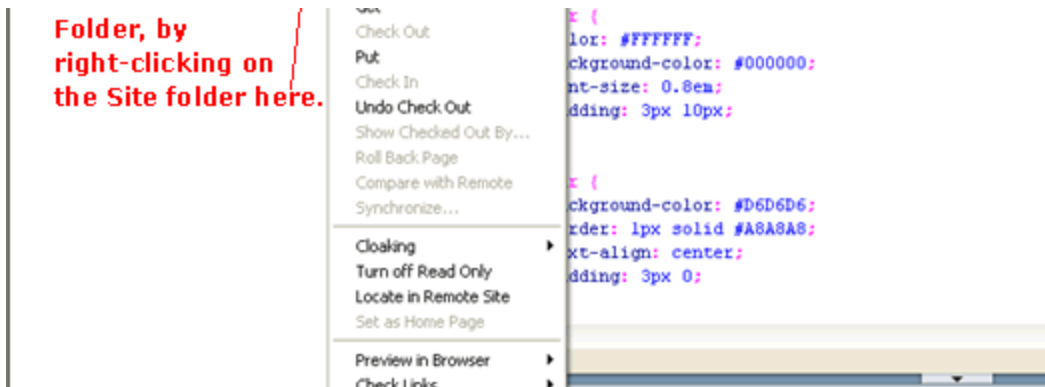 Folder, by
right-clicking on
the Site folder here.
Get
Check Out
Put
Check In
Undo Check Out
Show Checked Out By...
Roll Back Page
Compare with Remote
Synchronize...
Cloaking
Turn off Read Only
Locate in Remote Site
Set as Home Page
Preview in Browser
Check Links
r {
lor: #FFFFFF;
ckground-color: #000000;
nt-size: 0.8em;
dding: 3px 10px;
r {
ckground-color: #D6D6D6;
rder: 1px solid #A8A8A8;
xt-align: center;
dding: 3px 0;